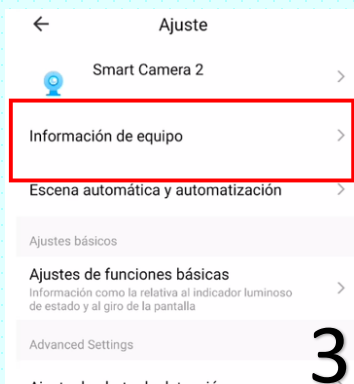 Ajuste
Smart Camera 2
Información de equipo
Escena automática y automatización
Ajustes básicos
Ajustes de funciones básicas
Información como la relativa al indicador luminoso
de estado y al giro de la pantalla
Advanced Settings
3